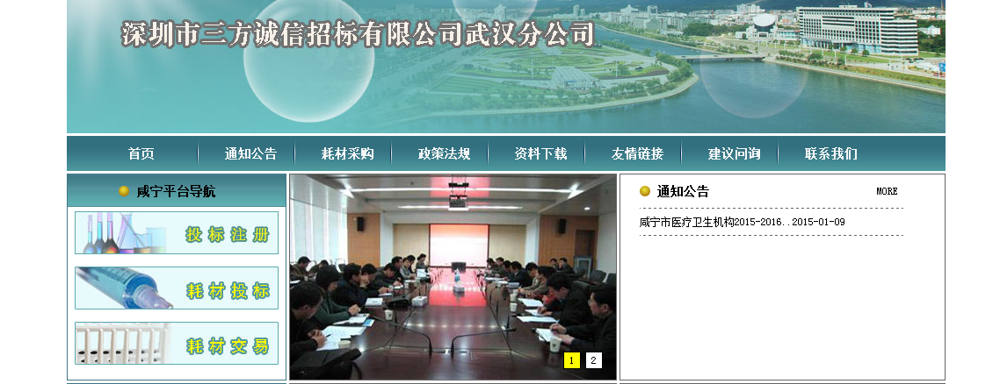 深圳市三方诚信招标有限公司武汉分公司
首页
通知公告
耗材采购
政策法规
资料下载
友情链接
建议问询
联系我们
咸宁平台导航
投标注册
耗材投标
耗材交易
1
2
通知公告
MORE
咸宁市医疗卫生机构2015-2016..2015-01-09